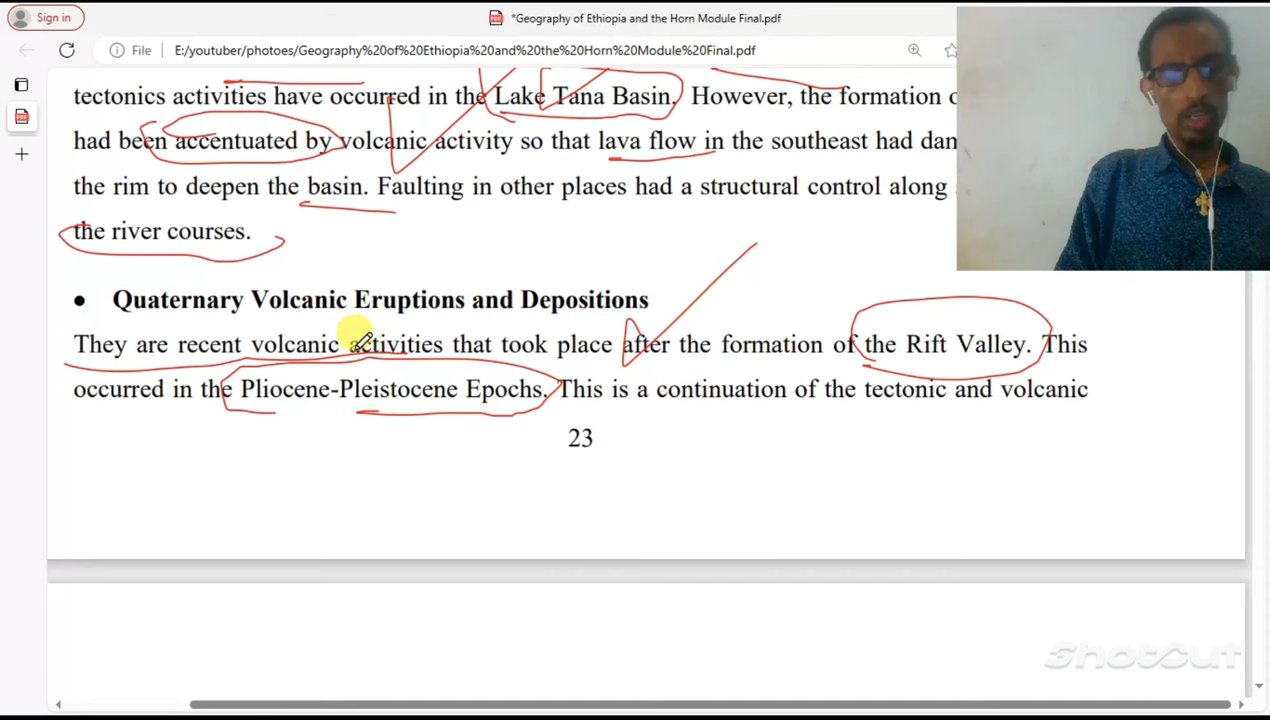 Sign in
*Geography of Ethiopia and the Horn Module Final.pdf
File E:/youtuber/photoes/Geography%20of%20Ethiopia%20and%20the%20Horn%20Module%20Final.pdf
tectonics activities have occurred in the Lake Tana Basin. However, the formation
had been accentuated by volcanic activity so that lava flow in the southeast had
the rim to deepen the basin. Faulting in other places had a structural control along
the river courses.
• Quaternary Volcanic Eruptions and Depositions
They are recent volcanic activities that took place after the formation of the Rift Valley. This
occurred in the Pliocene-Pleistocene Epochs. This is a continuation of the tectonic and volcanic
23
shotcut